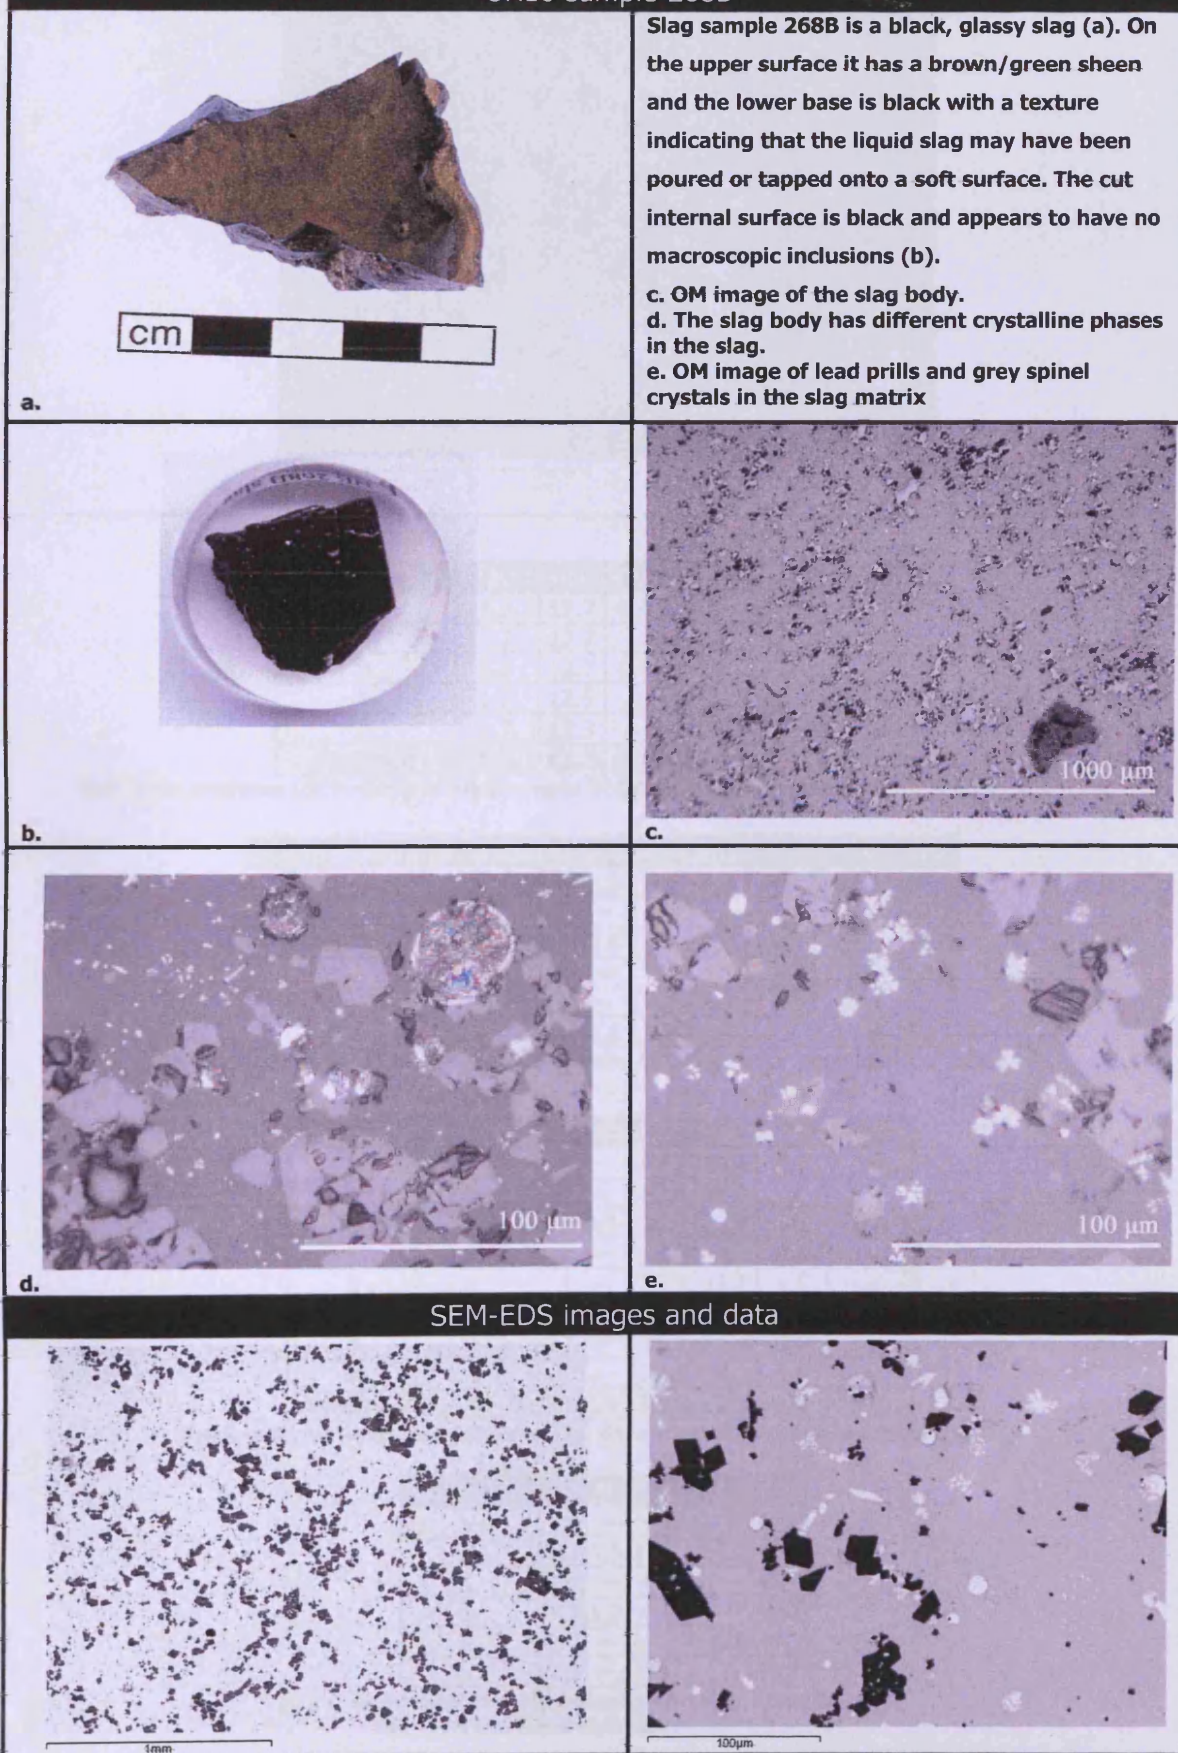 Slag sample 268B is a black, glassy slag (a). On
the upper surface it has a brown/green sheen
and the lower base is black with a texture
indicating that the liquid slag may have been
poured or tapped onto a soft surface. The cut
internal surface is black and appears to have no
macroscopic inclusions (b).
c. OM image of the slag body.
d. The slag body has different crystalline phases
in the slag.
e. OM image of lead prills and grey spinel
crystals in the slag matrix
cm
a.
b.
1000 µm
c.
100 µm
d.
100 µm
e.
SEM-EDS images and data
1mm
100µm